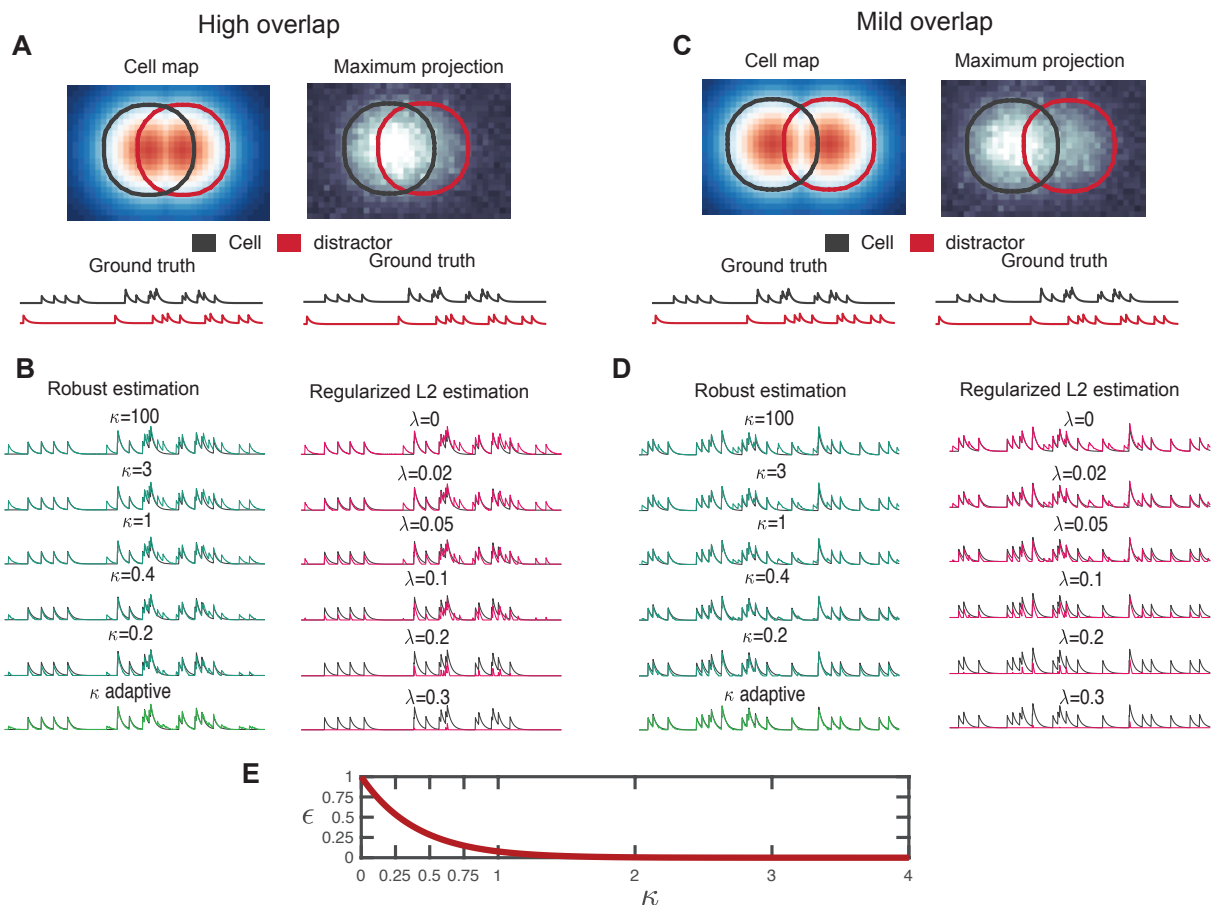 High overlap
Mild overlap
A
C
Cell map
Maximum projection
Cell map
Maximum projection
Cell distractor
Cell distractor
Ground truth
Ground truth
Ground truth
Ground truth
B
D
Robust estimation
Regularized L2 estimation
κ=100
λ=0
κ=3
λ=0.02
κ=1
λ=0.05
κ=0.4
λ=0.1
κ=0.2
λ=0.2
κ adaptive
λ=0.3
Robust estimation
Regularized L2 estimation
κ=100
λ=0
κ=3
λ=0.02
κ=1
λ=0.05
κ=0.4
λ=0.1
κ=0.2
λ=0.2
κ adaptive
λ=0.3
E
1
0.75
0.5
0.25
0
ϵ
0 0.25 0.5 0.75 1 2 3 4
κ